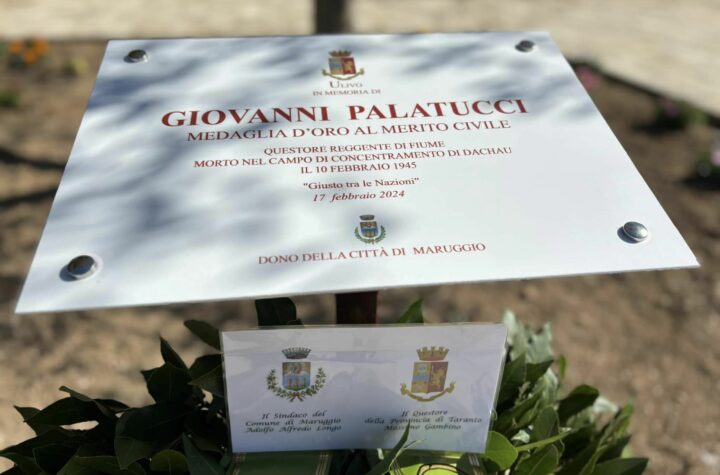 ULIVO
IN MEMORIA DI
GIOVANNI PALATUCCI
MEDAGLIA D'ORO AL MERITO CIVILE
QUESTORE REGGENTE DI FIUME
MORTO NEL CAMPO DI CONCENTRAMENTO DI DACHAU
IL 10 FEBBRAIO 1945
"Giusto tra le Nazioni"
17 febbraio 2024
DONO DELLA CITTÀ DI MARUGGIO
Il Sindaco del
Comune di Maruggio
Adolfo Alfredo Longo
Il Questore
della Provincia di Taranto
Massimo Gambino